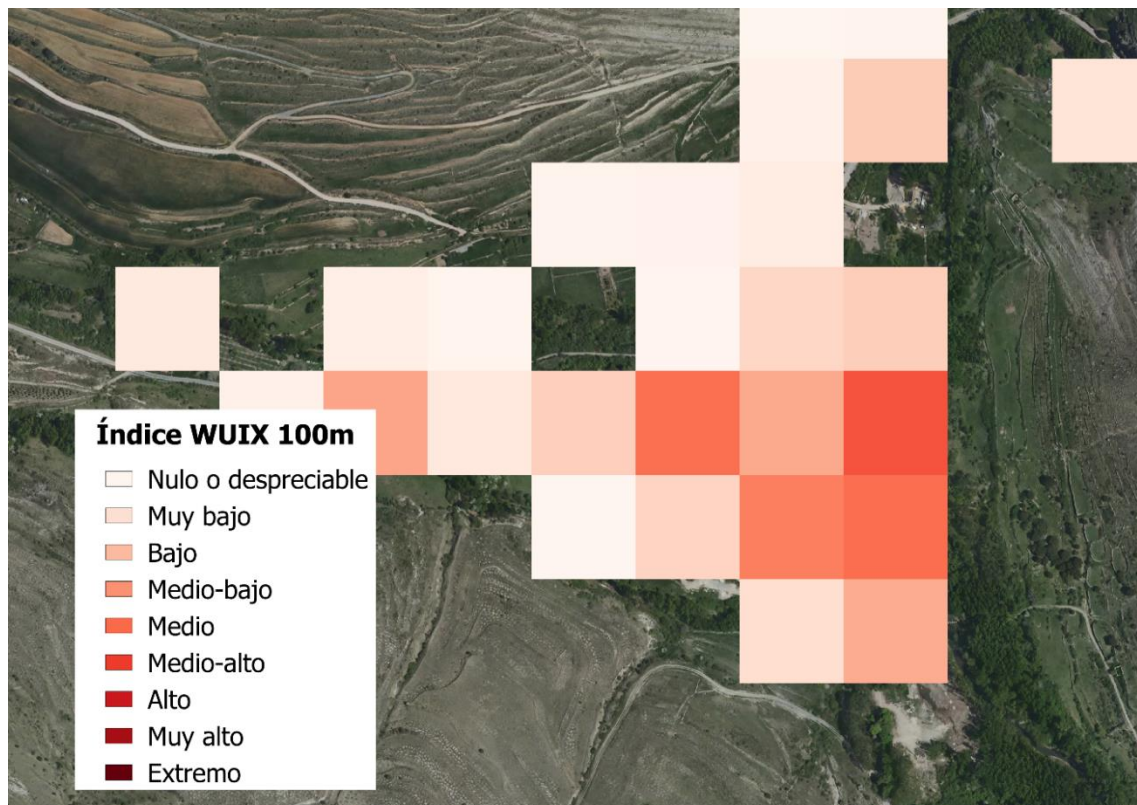 Índice WUIX 100m
Nulo o despreciable
Muy bajo
Bajo
Medio-bajo
Medio
Medio-alto
Alto
Muy alto
Extremo